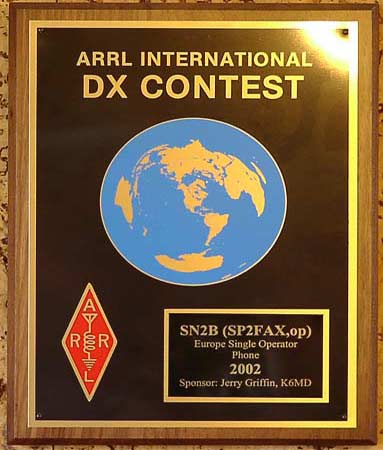 ARRL INTERNATIONAL
DX CONTEST
A
R R
L
SN2B (SP2FAX,op)
Europe Single Operator
Phone
2002
Sponsor: Jerry Griffin, K6MD